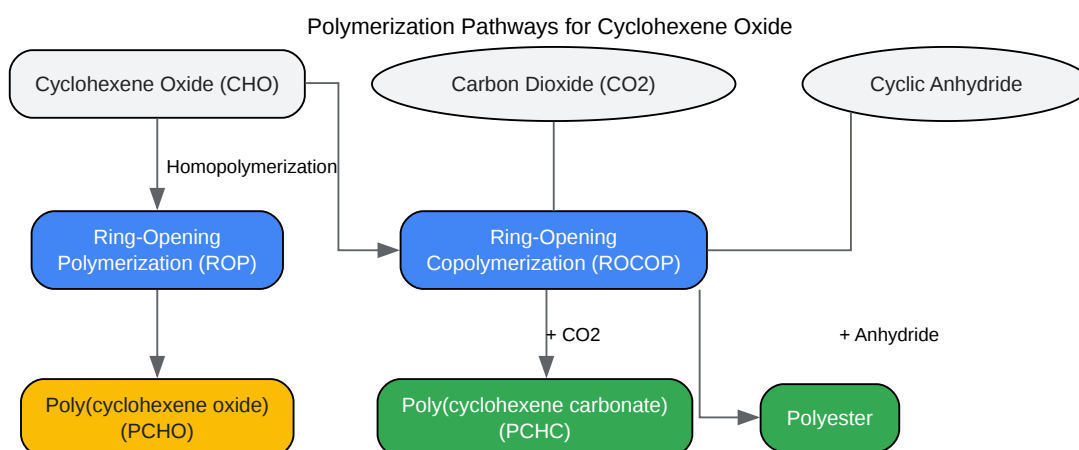 Polymerization Pathways for Cyclohexene Oxide
Cyclohexene Oxide (CHO)
Carbon Dioxide (CO2)
Cyclic Anhydride
Homopolymerization
Ring-Opening
Polymerization (ROP)
Ring-Opening
Copolymerization (ROCOP)
+ CO2
+ Anhydride
Poly(cyclohexene oxide)
(PCHO)
Poly(cyclohexene carbonate)
(PCHC)
Polyester